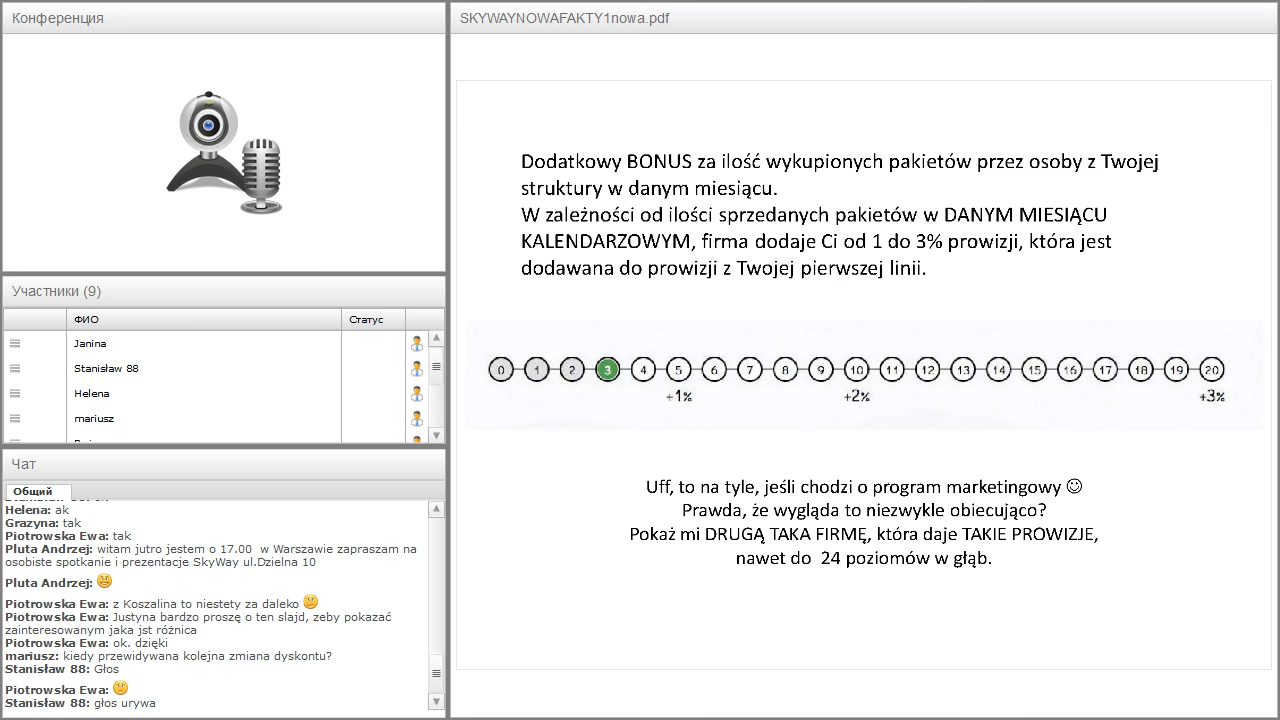 Конференция
Участники (9)
ФИО
Статус
Janina
Stanisław 88
Helena
mariusz
Чат
Общий
Helena: ak
Grazyna: tak
Piotrowska Ewa: tak
Pluta Andrzej: witam jutro jestem o 17.00 w Warszawie zapraszam na
osobiste spotkanie i prezentacje SkyWay ul.Dzielna 10
Pluta Andrzej:
Piotrowska Ewa: z Koszalina to niestety za daleko
Piotrowska Ewa: Justyna bardzo proszę o ten slajd, zeby pokazać
zainteresowanym jaka jst różnica
Piotrowska Ewa: ok. dzięki
mariusz: kiedy przewidywana kolejna zmiana dyskontu?
Stanisław 88: Głos
Piotrowska Ewa:
Stanisław 88: głos urywa
SKYWAYNOWAFAKTY1nowa.pdf
Dodatkowy BONUS za ilość wykupionych pakietów przez osoby z Twojej
struktury w danym miesiącu.
W zależności od ilości sprzedanych pakietów w DANYM MIESIĄCU
KALENDARZOWYM, firma dodaje Ci od 1 do 3% prowizji, która jest
dodawana do prowizji z Twojej pierwszej linii.
0 1 2 3 4 5 6 7 8 9 10 11 12 13 14 15 16 17 18 19 20
+1% +2% +3%
Uff, to na tyle, jeśli chodzi o program marketingowy ☺
Prawda, że wygląda to niezwykle obiecująco?
Pokaż mi DRUGĄ TAKA FIRMĘ, która daje TAKIE PROWIZJE,
nawet do 24 poziomów w głąb.